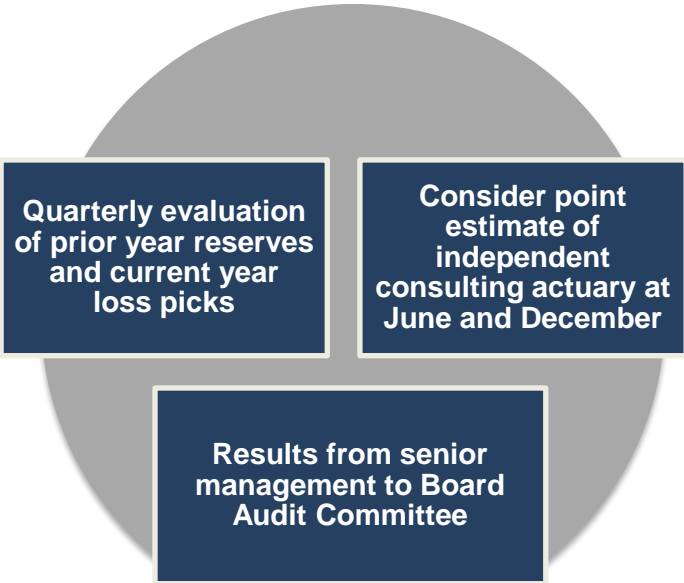 Quarterly evaluation
of prior year reserves
and current year
loss picks
Consider point
estimate of
independent
consulting actuary at
June and December
Results from senior
management to Board
Audit Committee